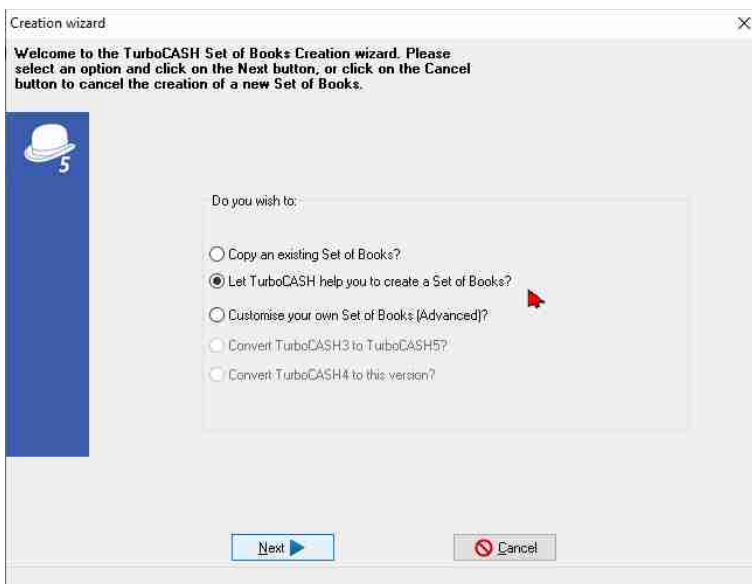 Creation wizard
Welcome to the TurboCASH Set of Books Creation wizard. Please
select an option and click on the Next button, or click on the Cancel
button to cancel the creation of a new Set of Books.
5
Do you wish to:
Copy an existing Set of Books?
Let TurboCASH help you to create a Set of Books?
Customise your own Set of Books (Advanced)?
Convert TurboCASH3 to TurboCASH5?
Convert TurboCASH4 to this version?
Next
Cancel